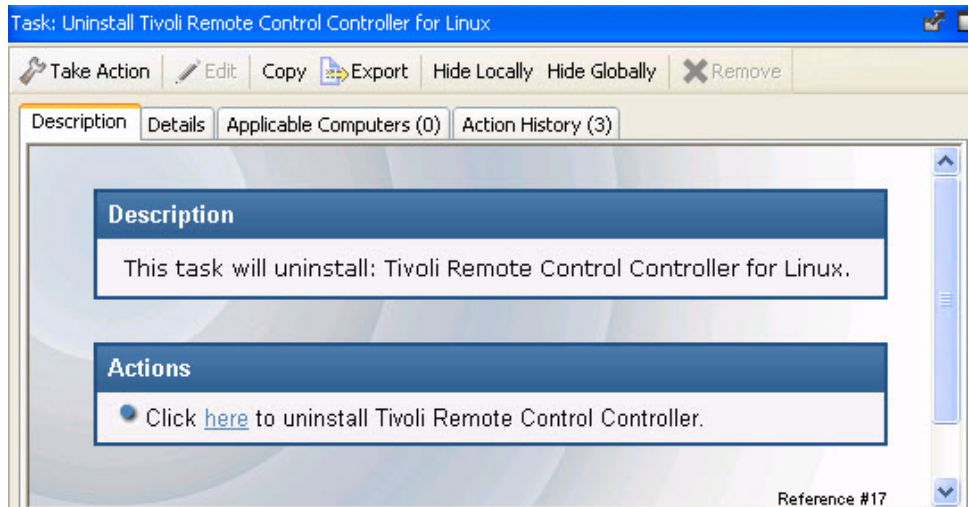 Task: Uninstall Tivoli Remote Control Controller for Linux
Take Action Edit Copy Export Hide Locally Hide Globally Remove
Description Details Applicable Computers (0) Action History (3)
Description
This task will uninstall: Tivoli Remote Control Controller for Linux.
Actions
Click here to uninstall Tivoli Remote Control Controller.
Reference #17